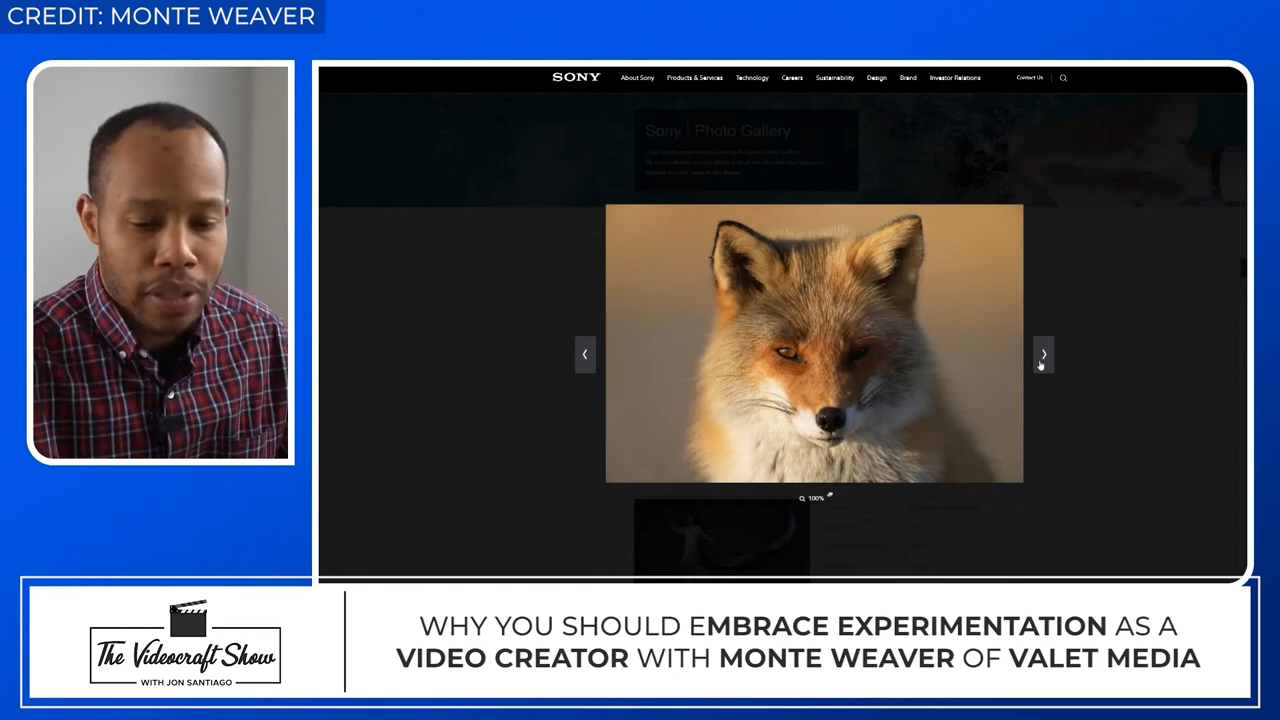 CREDIT: MONTE WEAVER
SONY
About Sony Products & Services Technology Careers Sustainability Design Brand Investor Relations
Contact Us
Sony | Photo Gallery
100%
The Videocraft Show
WITH JON SANTIAGO
WHY YOU SHOULD EMBRACE EXPERIMENTATION AS A
VIDEO CREATOR WITH MONTE WEAVER OF VALET MEDIA